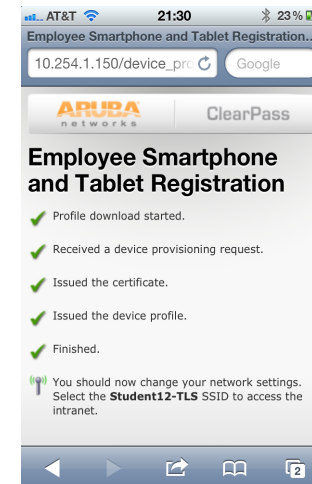 AT&T 21:30 23%
Employee Smartphone and Tablet Registration..
10.254.1.150/device_pro Google
ARUBA
networks
ClearPass
Employee Smartphone
and Tablet Registration
Profile download started.
Received a device provisioning request.
Issued the certificate.
Issued the device profile.
Finished.
You should now change your network settings.
Select the Student12-TLS SSID to access the
intranet.
2